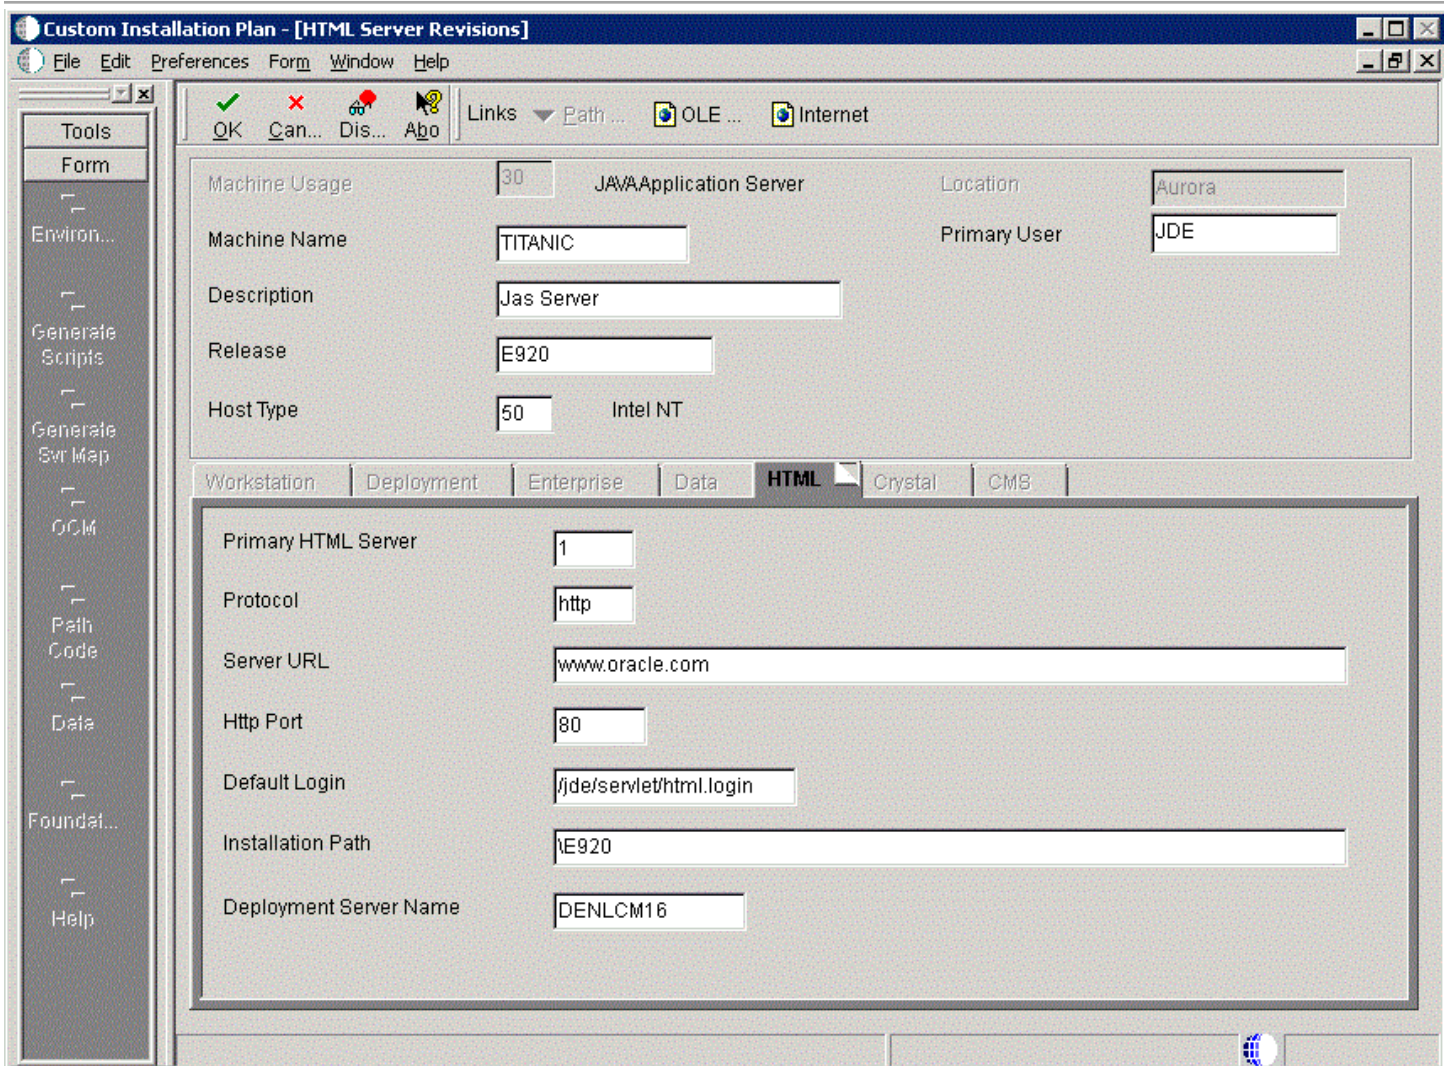 Custom Installation Plan - [HTML Server Revisions]
File Edit Preferences Form Window Help
Tools
Form
Environ...
Generate
Scripts
Generate
Svr Map
OCM
Path
Code
Data
Foundat...
Help
OK Can... Dis... Abo Links Path ... OLE ... Internet
Machine Usage 30 JAVA Application Server Location Aurora
Machine Name TITANIC Primary User JDE
Description Jas Server
Release E920
Host Type 50 Intel NT
Workstation Deployment Enterprise Data HTML Crystal CMS
Primary HTML Server 1
Protocol http
Server URL www.oracle.com
Http Port 80
Default Login /jde/servlet/html.login
Installation Path \E920
Deployment Server Name DENLCM16